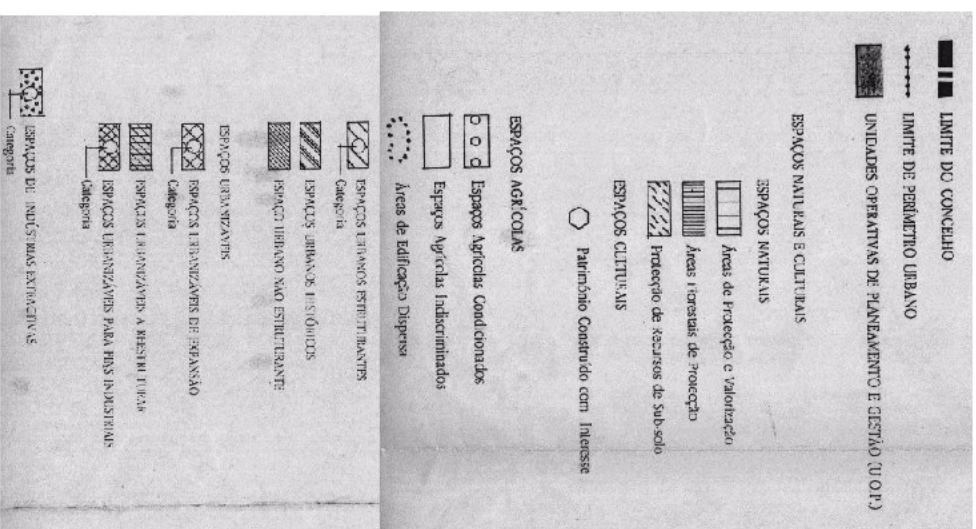 LIMITE DO CONCELHO
LIMITE DE PERÍMETRO URBANO
UNIDADES OPERATIVAS DE PLANEAMENTO E GESTÃO (U.O.P.)
ESPAÇOS NATURAIS E CULTURAIS
ESPAÇOS NATURAIS
Áreas de Protecção e Valorização
Áreas Florestais de Protecção
Protecção de Recursos de Sub-solo
ESPAÇOS CULTURAIS
Património Construído com Interesse
ESPAÇOS AGRÍCOLAS
Espaços Agrícolas Condicionados
Espaços Agrícolas Indiscriminados
Áreas de Edificação Dispersa
ESPAÇOS URBANOS ESTRUTURANTES
Categoria
ESPAÇOS URBANOS HISTÓRICOS
ESPAÇO URBANO NÃO ESTRUTURANTE
ESPAÇOS URBANIZÁVEIS
ESPAÇOS URBANIZÁVEIS DE EXPANSÃO
Categoria
ESPAÇOS URBANIZÁVEIS A REESTRUTURAR
ESPAÇOS URBANIZÁVEIS PARA FINS INDUSTRIAIS
Categoria
ESPAÇOS DE INDÚSTRIAS EXTRACTIVAS
Categoria